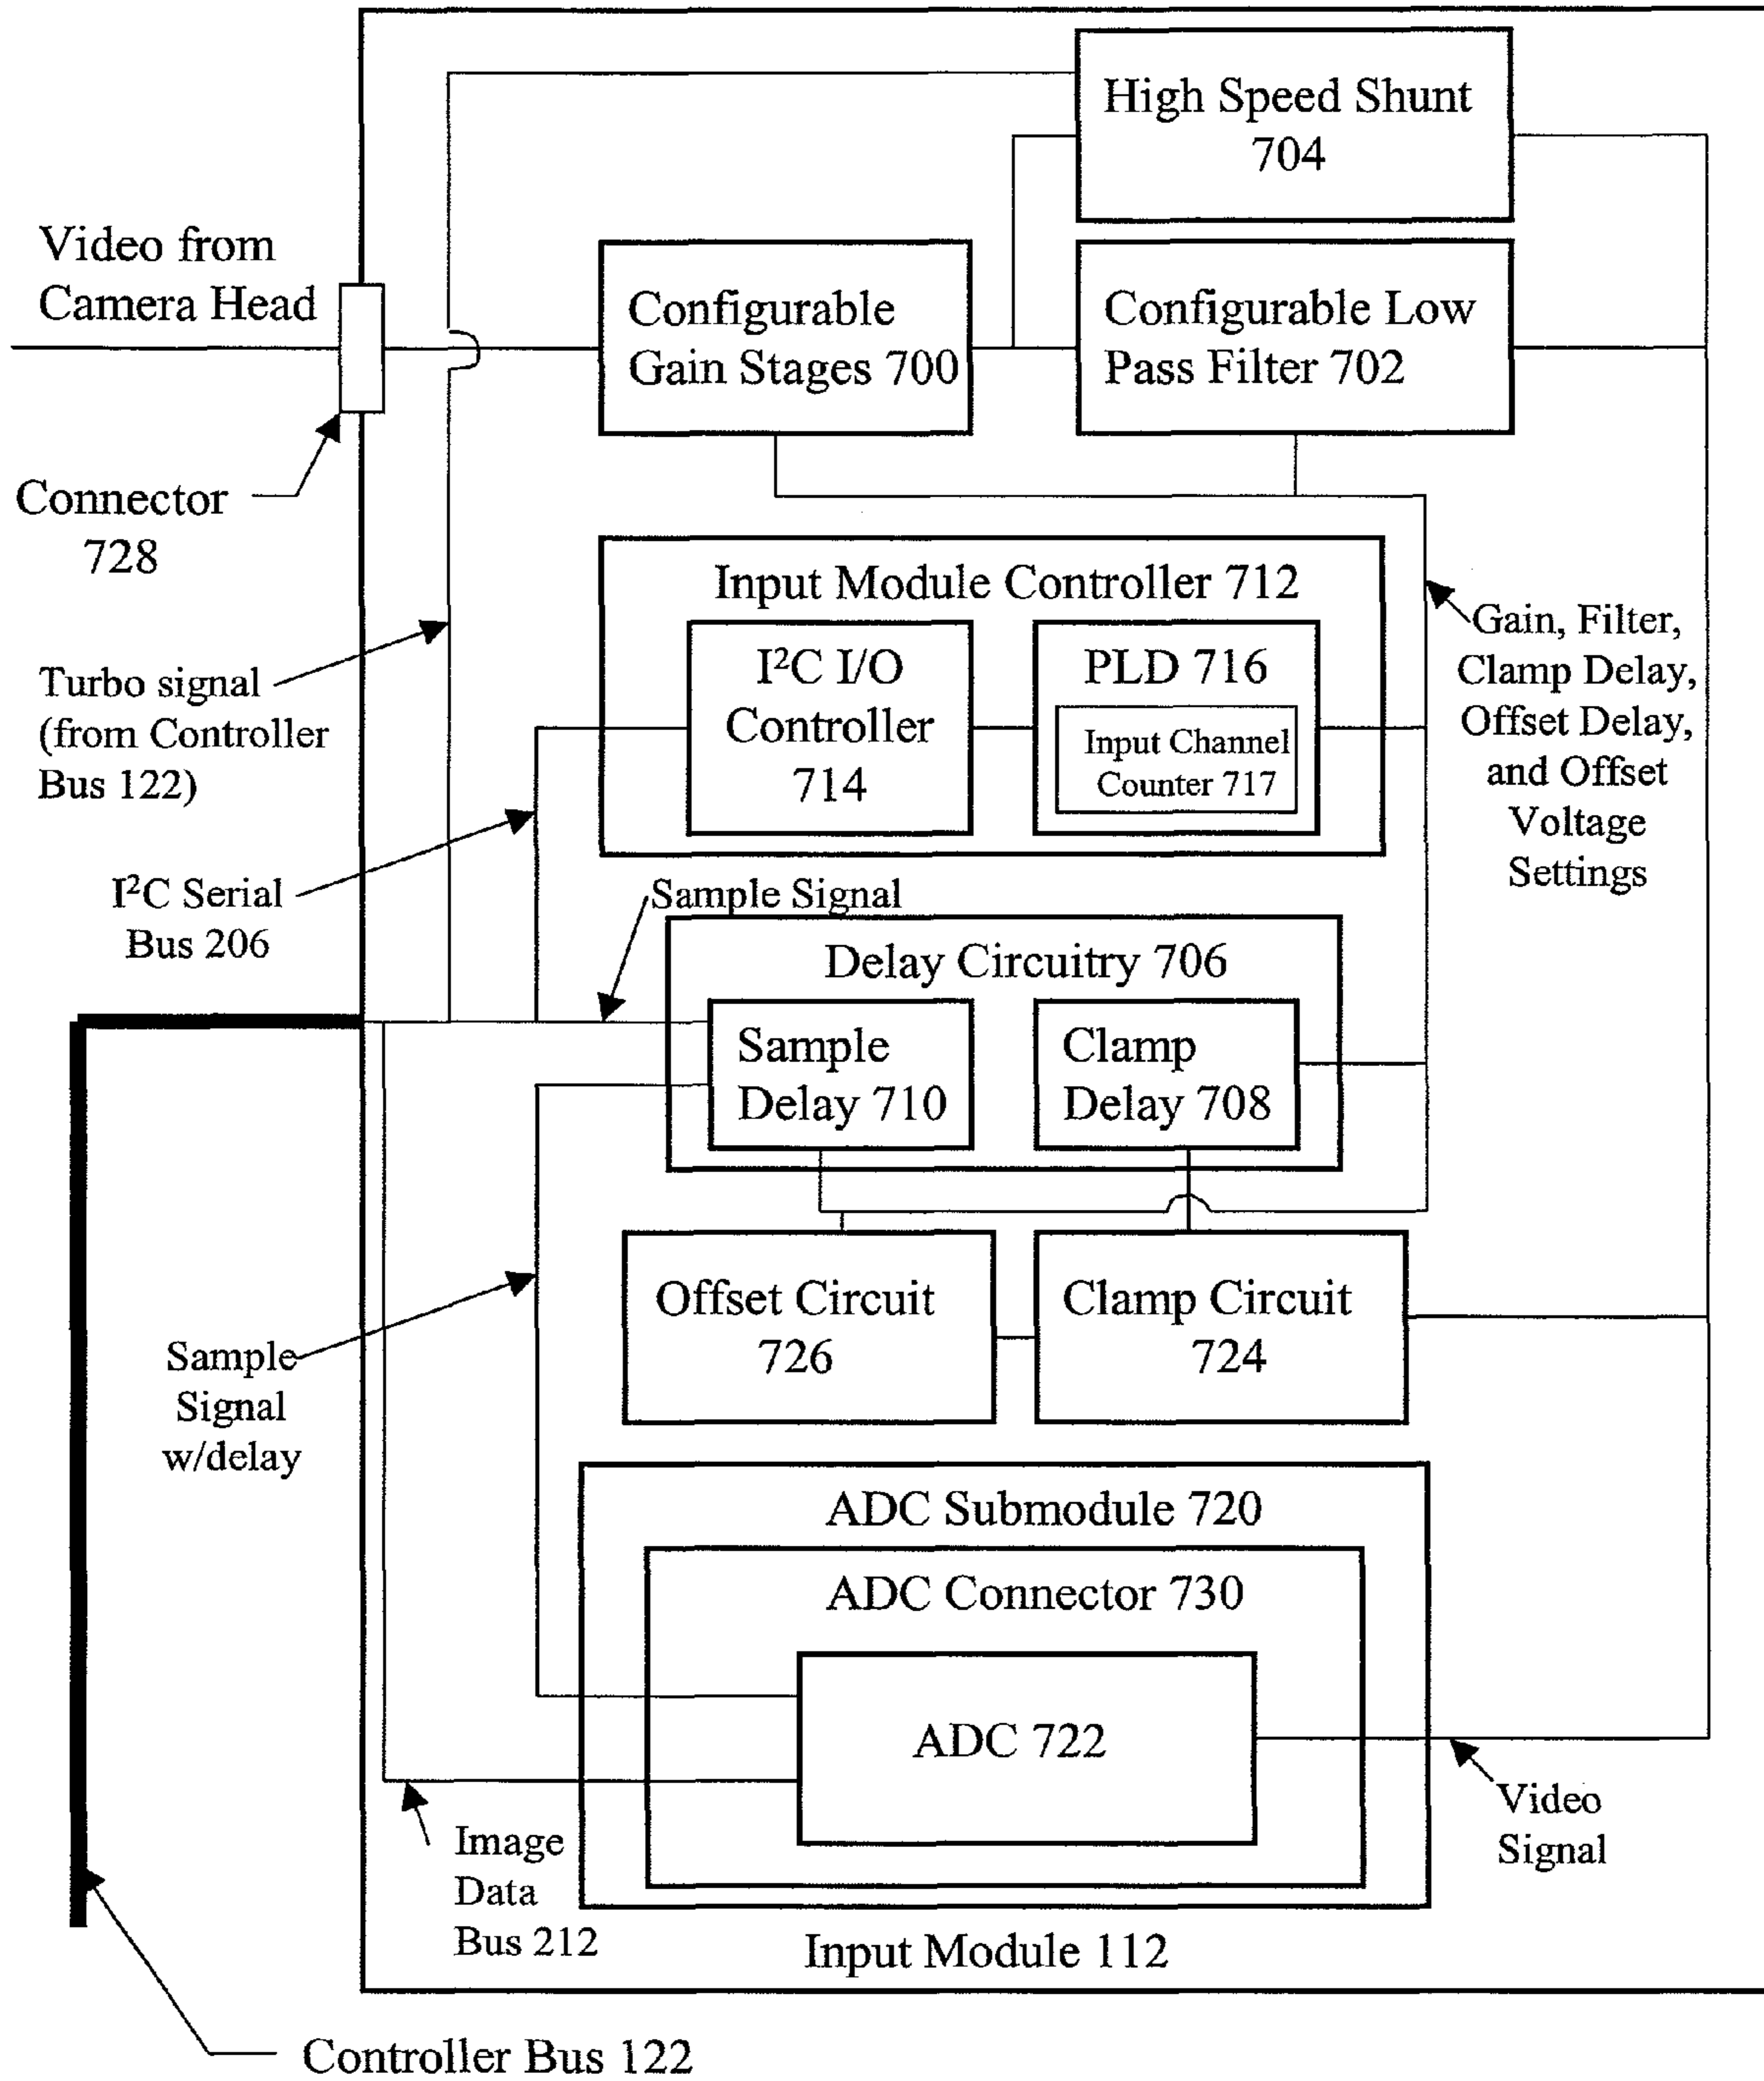 High Speed Shunt
704
Video from
Camera Head
Configurable
Gain Stages 700
Configurable Low
Pass Filter 702
Connector
728
Input Module Controller 712
Gain, Filter,
Clamp Delay,
Offset Delay,
and Offset
Voltage
Settings
I²C I/O
Controller
714
PLD 716
Input Channel
Counter 717
Turbo signal
(from Controller
Bus 122)
I²C Serial
Bus 206
Sample Signal
Delay Circuitry 706
Sample
Delay 710
Clamp
Delay 708
Offset Circuit
726
Clamp Circuit
724
Sample
Signal
w/delay
ADC Submodule 720
ADC Connector 730
ADC 722
Video
Signal
Image
Data
Bus 212
Input Module 112
Controller Bus 122